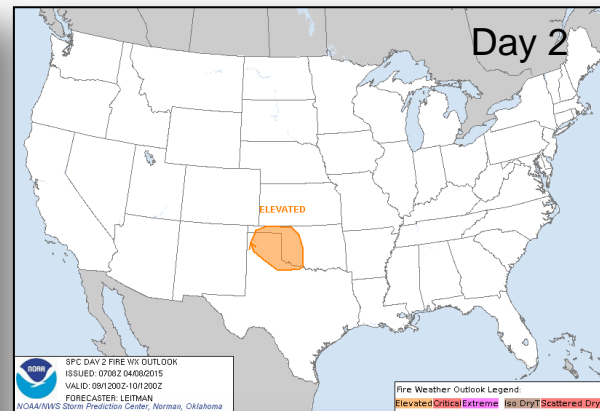 Day 2
ELEVATED
NOAA
SPC DAY 2 FIRE WX OUTLOOK
ISSUED: 0708Z 04/08/2015
VALID: 09/1200Z-10/1200Z
FORECASTER: LEITMAN
NOAA/NWS Storm Prediction Center, Norman, Oklahoma
Fire Weather Outlook Legend:
Elevated Critical Extreme Iso DryT Scattered Dry